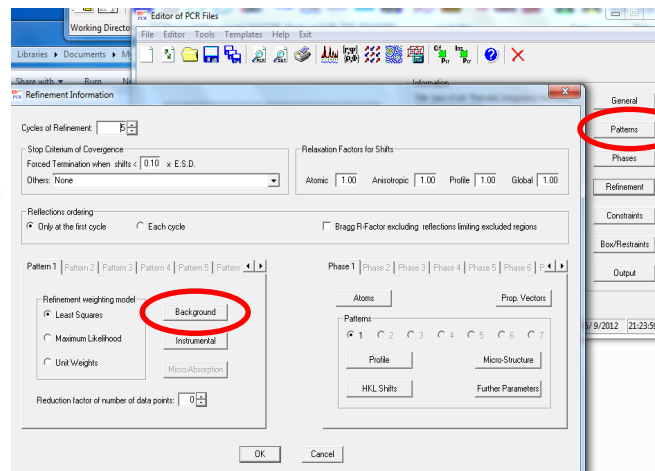 Editor of PCR Files
Working Directo
File Editor Tools Templates Help Exit
Libraries Documents
Share with Burn
Information
Refinement Information
General
Patterns
Phases
Refinement
Constraints
Box/Restraints
Output
Cycles of Refinement: 5
Stop Criterium of Covergence
Forced Termination when shifts < 0.10 x E.S.D.
Others: None
Relaxation Factors for Shifts
Atomic 1.00 Anisotropic 1.00 Profile 1.00 Global 1.00
Reflections ordering
Only at the first cycle Each cycle
Bragg R-Factor excluding reflections limiting excluded regions
Pattern 1 Pattern 2 Pattern 3 Pattern 4 Pattern 5 Pattern
Refinement weighting model
Least Squares
Maximum Likelihood
Unit Weights
Background
Instrumental
Micro-Absorption
Reduction factor of number of data points: 0
Phase 1 Phase 2 Phase 3 Phase 4 Phase 5 Phase 6 P
Atoms Prop. Vectors
Patterns
1 2 3 4 5 6 7
Profile Micro-Structure
HKL Shifts Further Parameters
/ 9/2012 21:23:5
OK Cancel